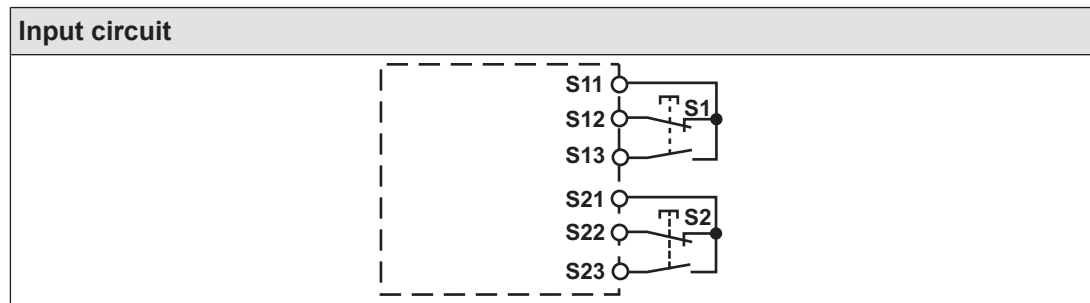 Input circuit
S11
S12
S1
S13
S21
S22
S2
S23